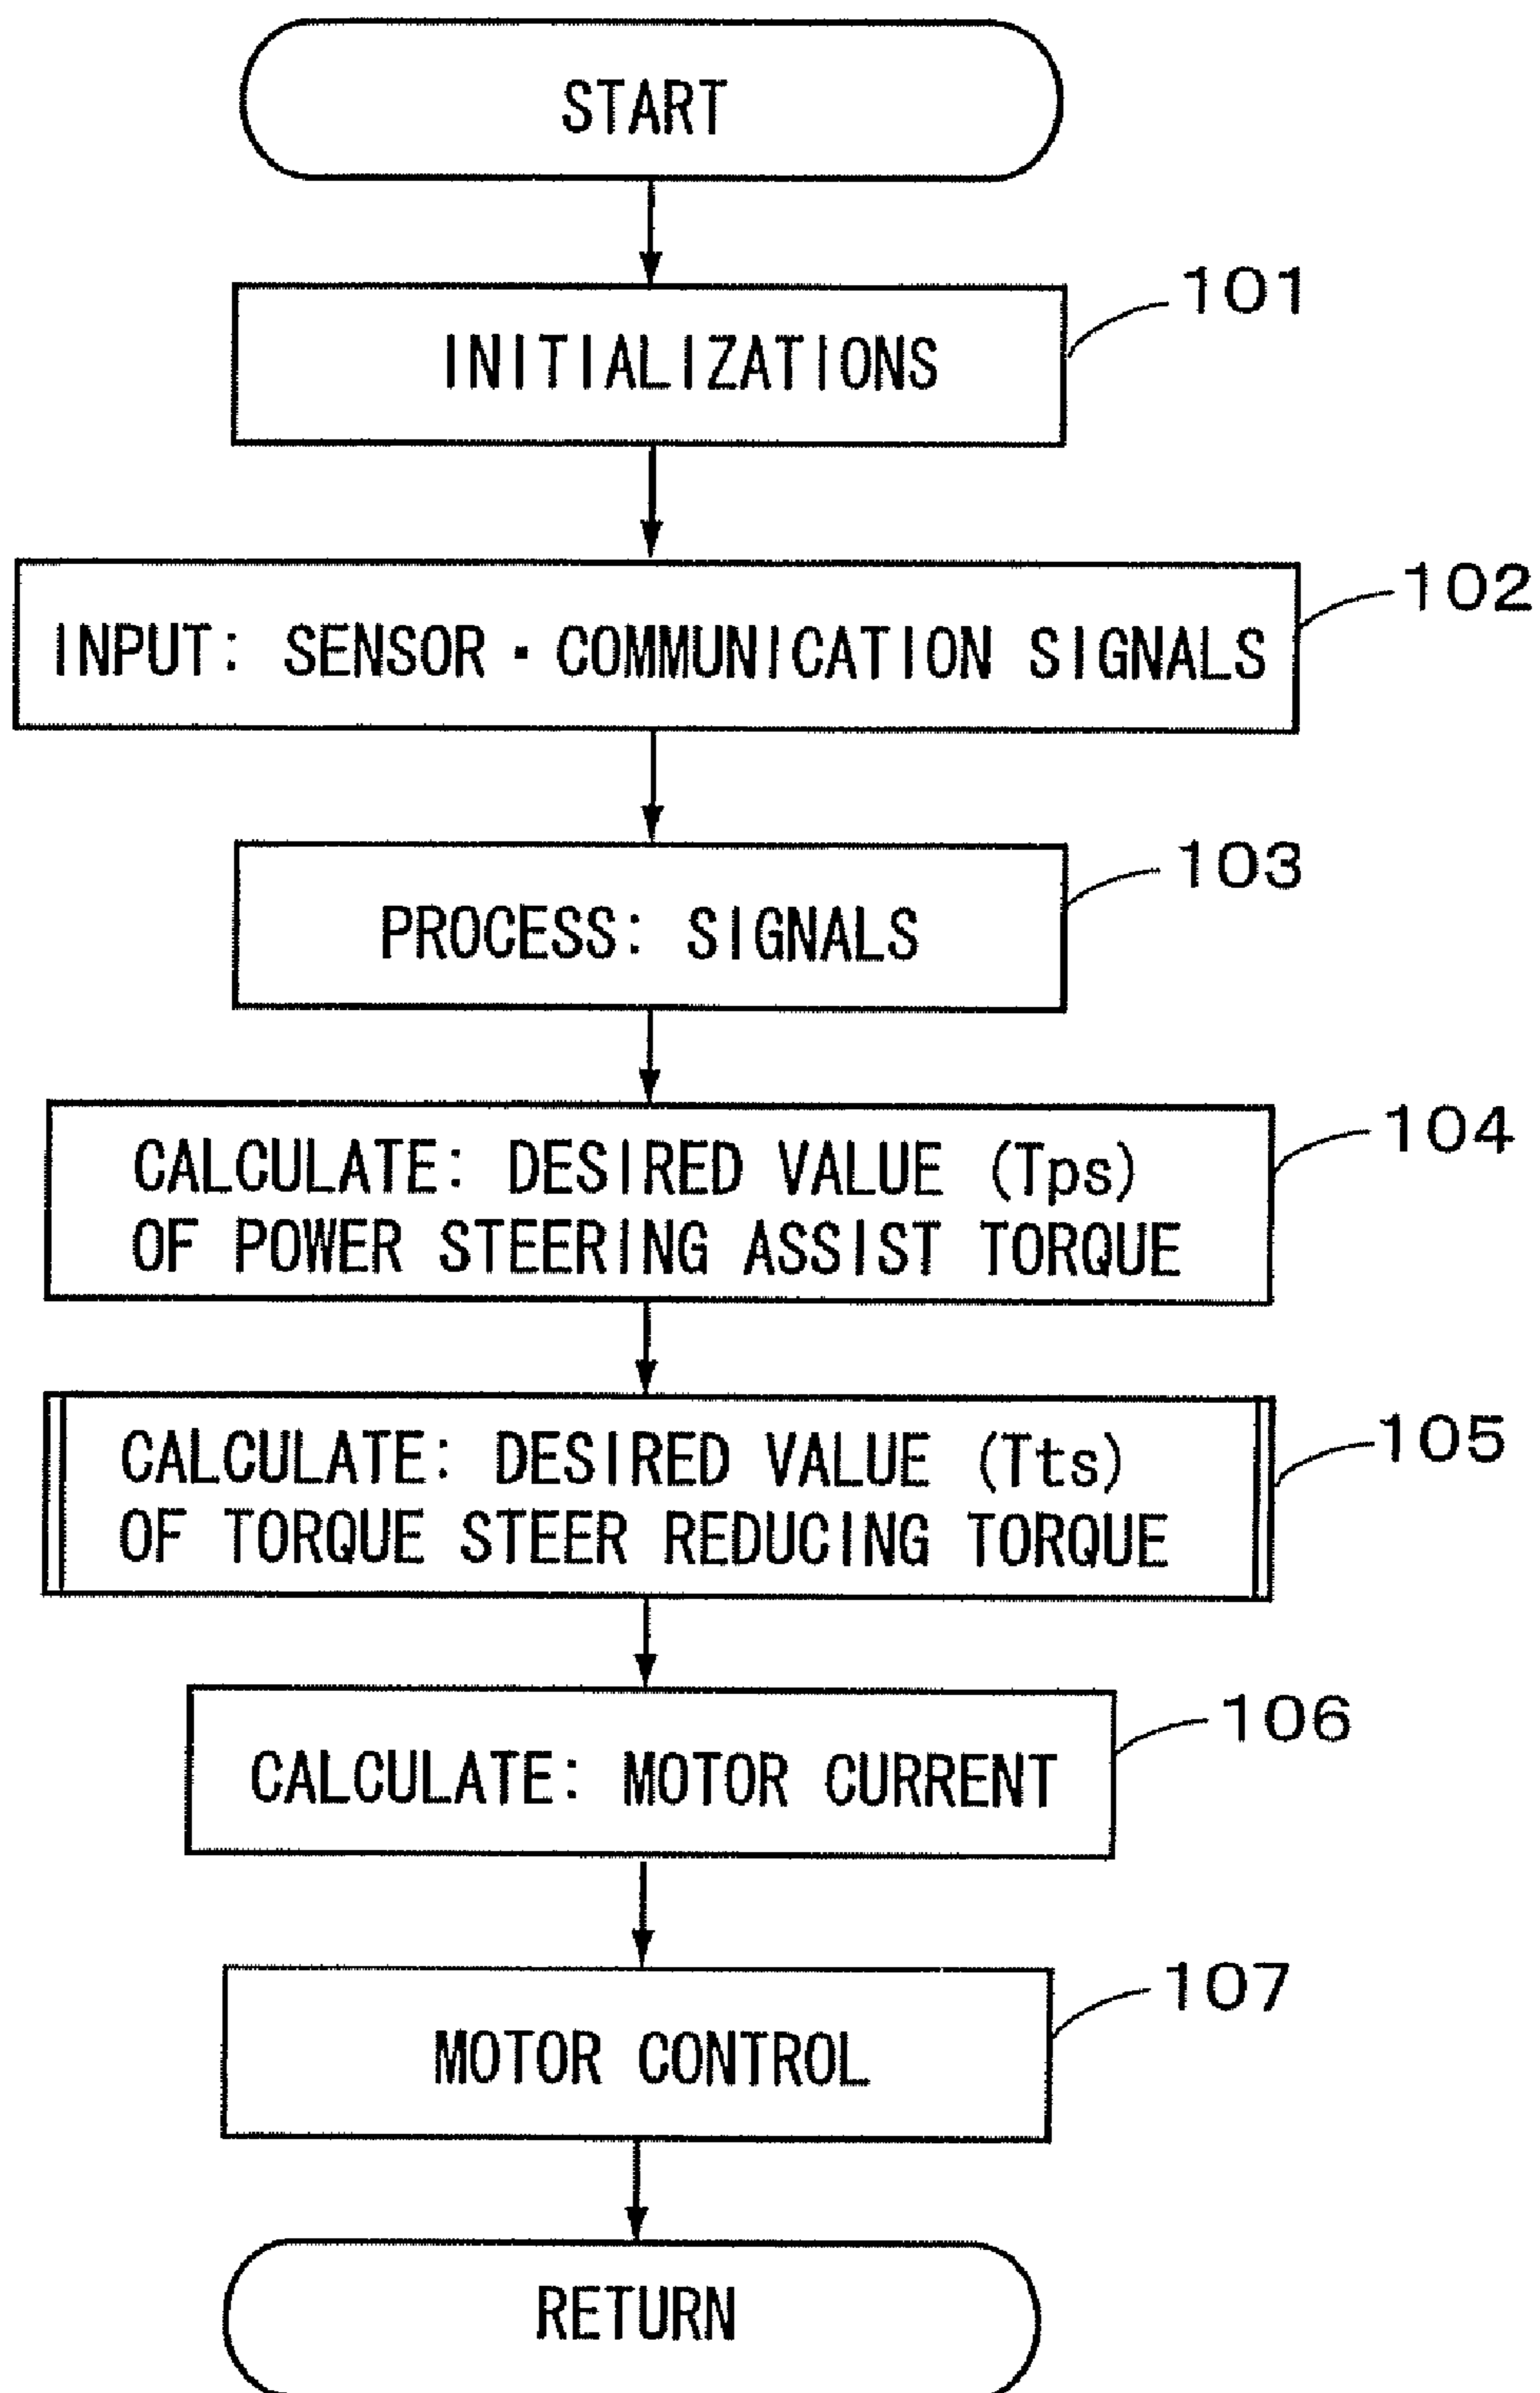 START
INITIALIZATIONS
101
INPUT: SENSOR・COMMUNICATION SIGNALS
102
PROCESS: SIGNALS
103
CALCULATE: DESIRED VALUE (Tps)
OF POWER STEERING ASSIST TORQUE
104
CALCULATE: DESIRED VALUE (Tts)
OF TORQUE STEER REDUCING TORQUE
105
CALCULATE: MOTOR CURRENT
106
MOTOR CONTROL
107
RETURN